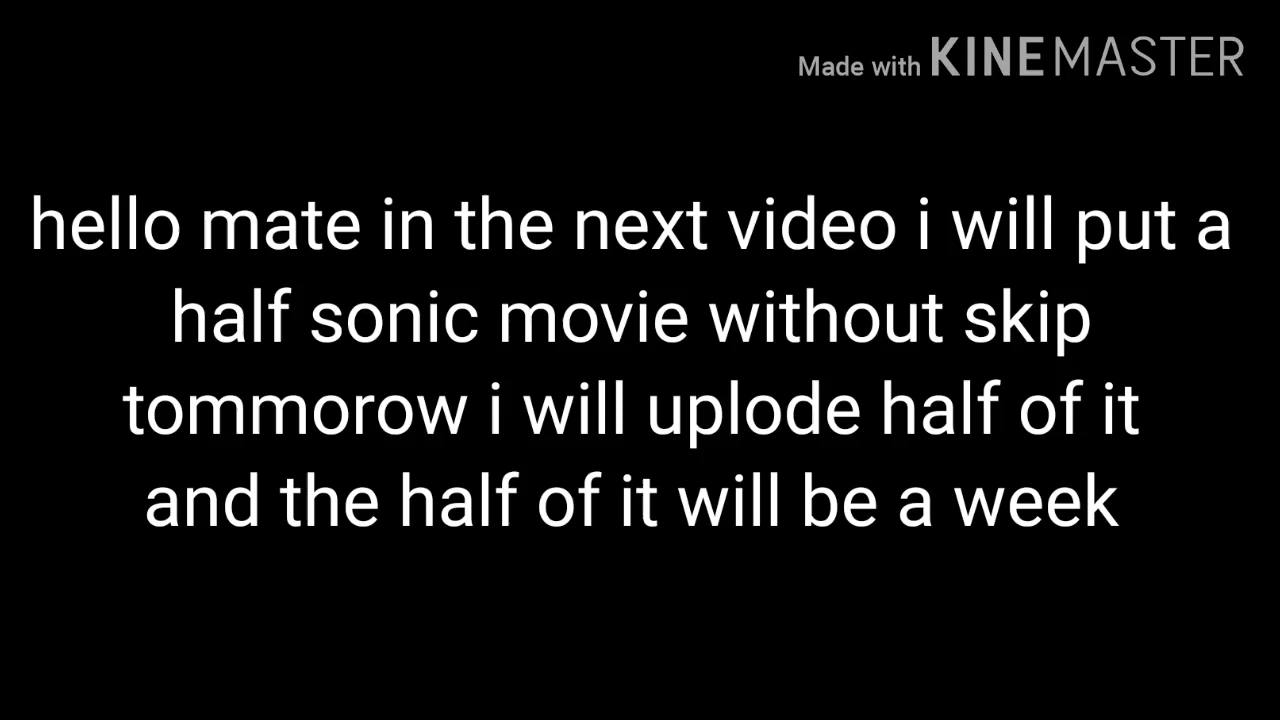 Made with KINEMASTER
hello mate in the next video i will put a
half sonic movie without skip
tommorow i will uplode half of it
and the half of it will be a week